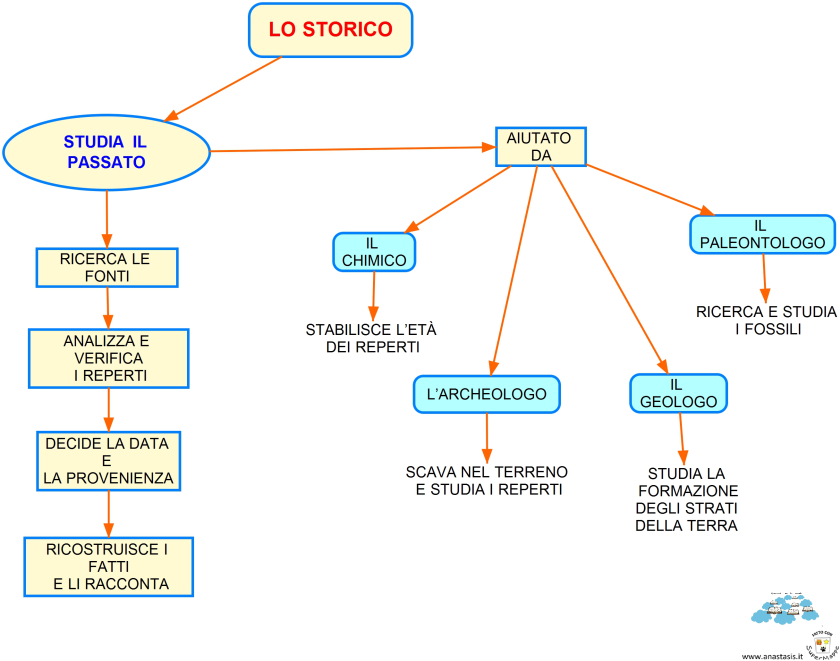 LO STORICO
STUDIA IL
PASSATO
AIUTATO
DA
RICERCA LE
FONTI
ANALIZZA E
VERIFICA
I REPERTI
DECIDE LA DATA
E
LA PROVENIENZA
RICOSTRUISCE I
FATTI
E LI RACCONTA
IL
CHIMICO
STABILISCE L'ETÀ
DEI REPERTI
L'ARCHEOLOGO
SCAVA NEL TERRENO
E STUDIA I REPERTI
IL
GEOLOGO
STUDIA LA
FORMAZIONE
DEGLI STRATI
DELLA TERRA
IL
PALEONTOLOGO
RICERCA E STUDIA
I FOSSILI
www.anastasis.it
FATTO CON